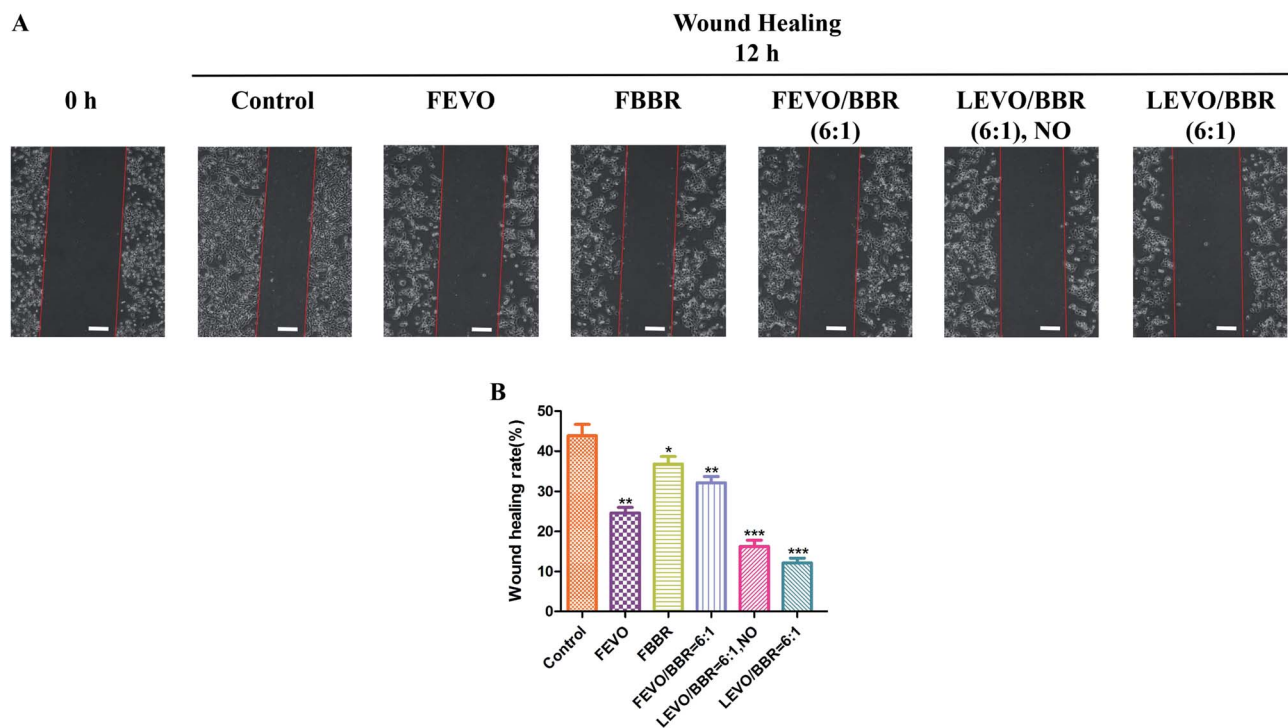 A
Wound Healing
12 h
0 h
Control
FEVO
FBBR
FEVO/BBR
(6:1)
LEVO/BBR
(6:1), NO
LEVO/BBR
(6:1)
B
Wound healing rate(%)
50
40
30
20
10
0
**
*
**
***
***
Control
FEVO
FBBR
FEVO/BBR=6:1
LEVO/BBR=6:1,NO
LEVO/BBR=6:1